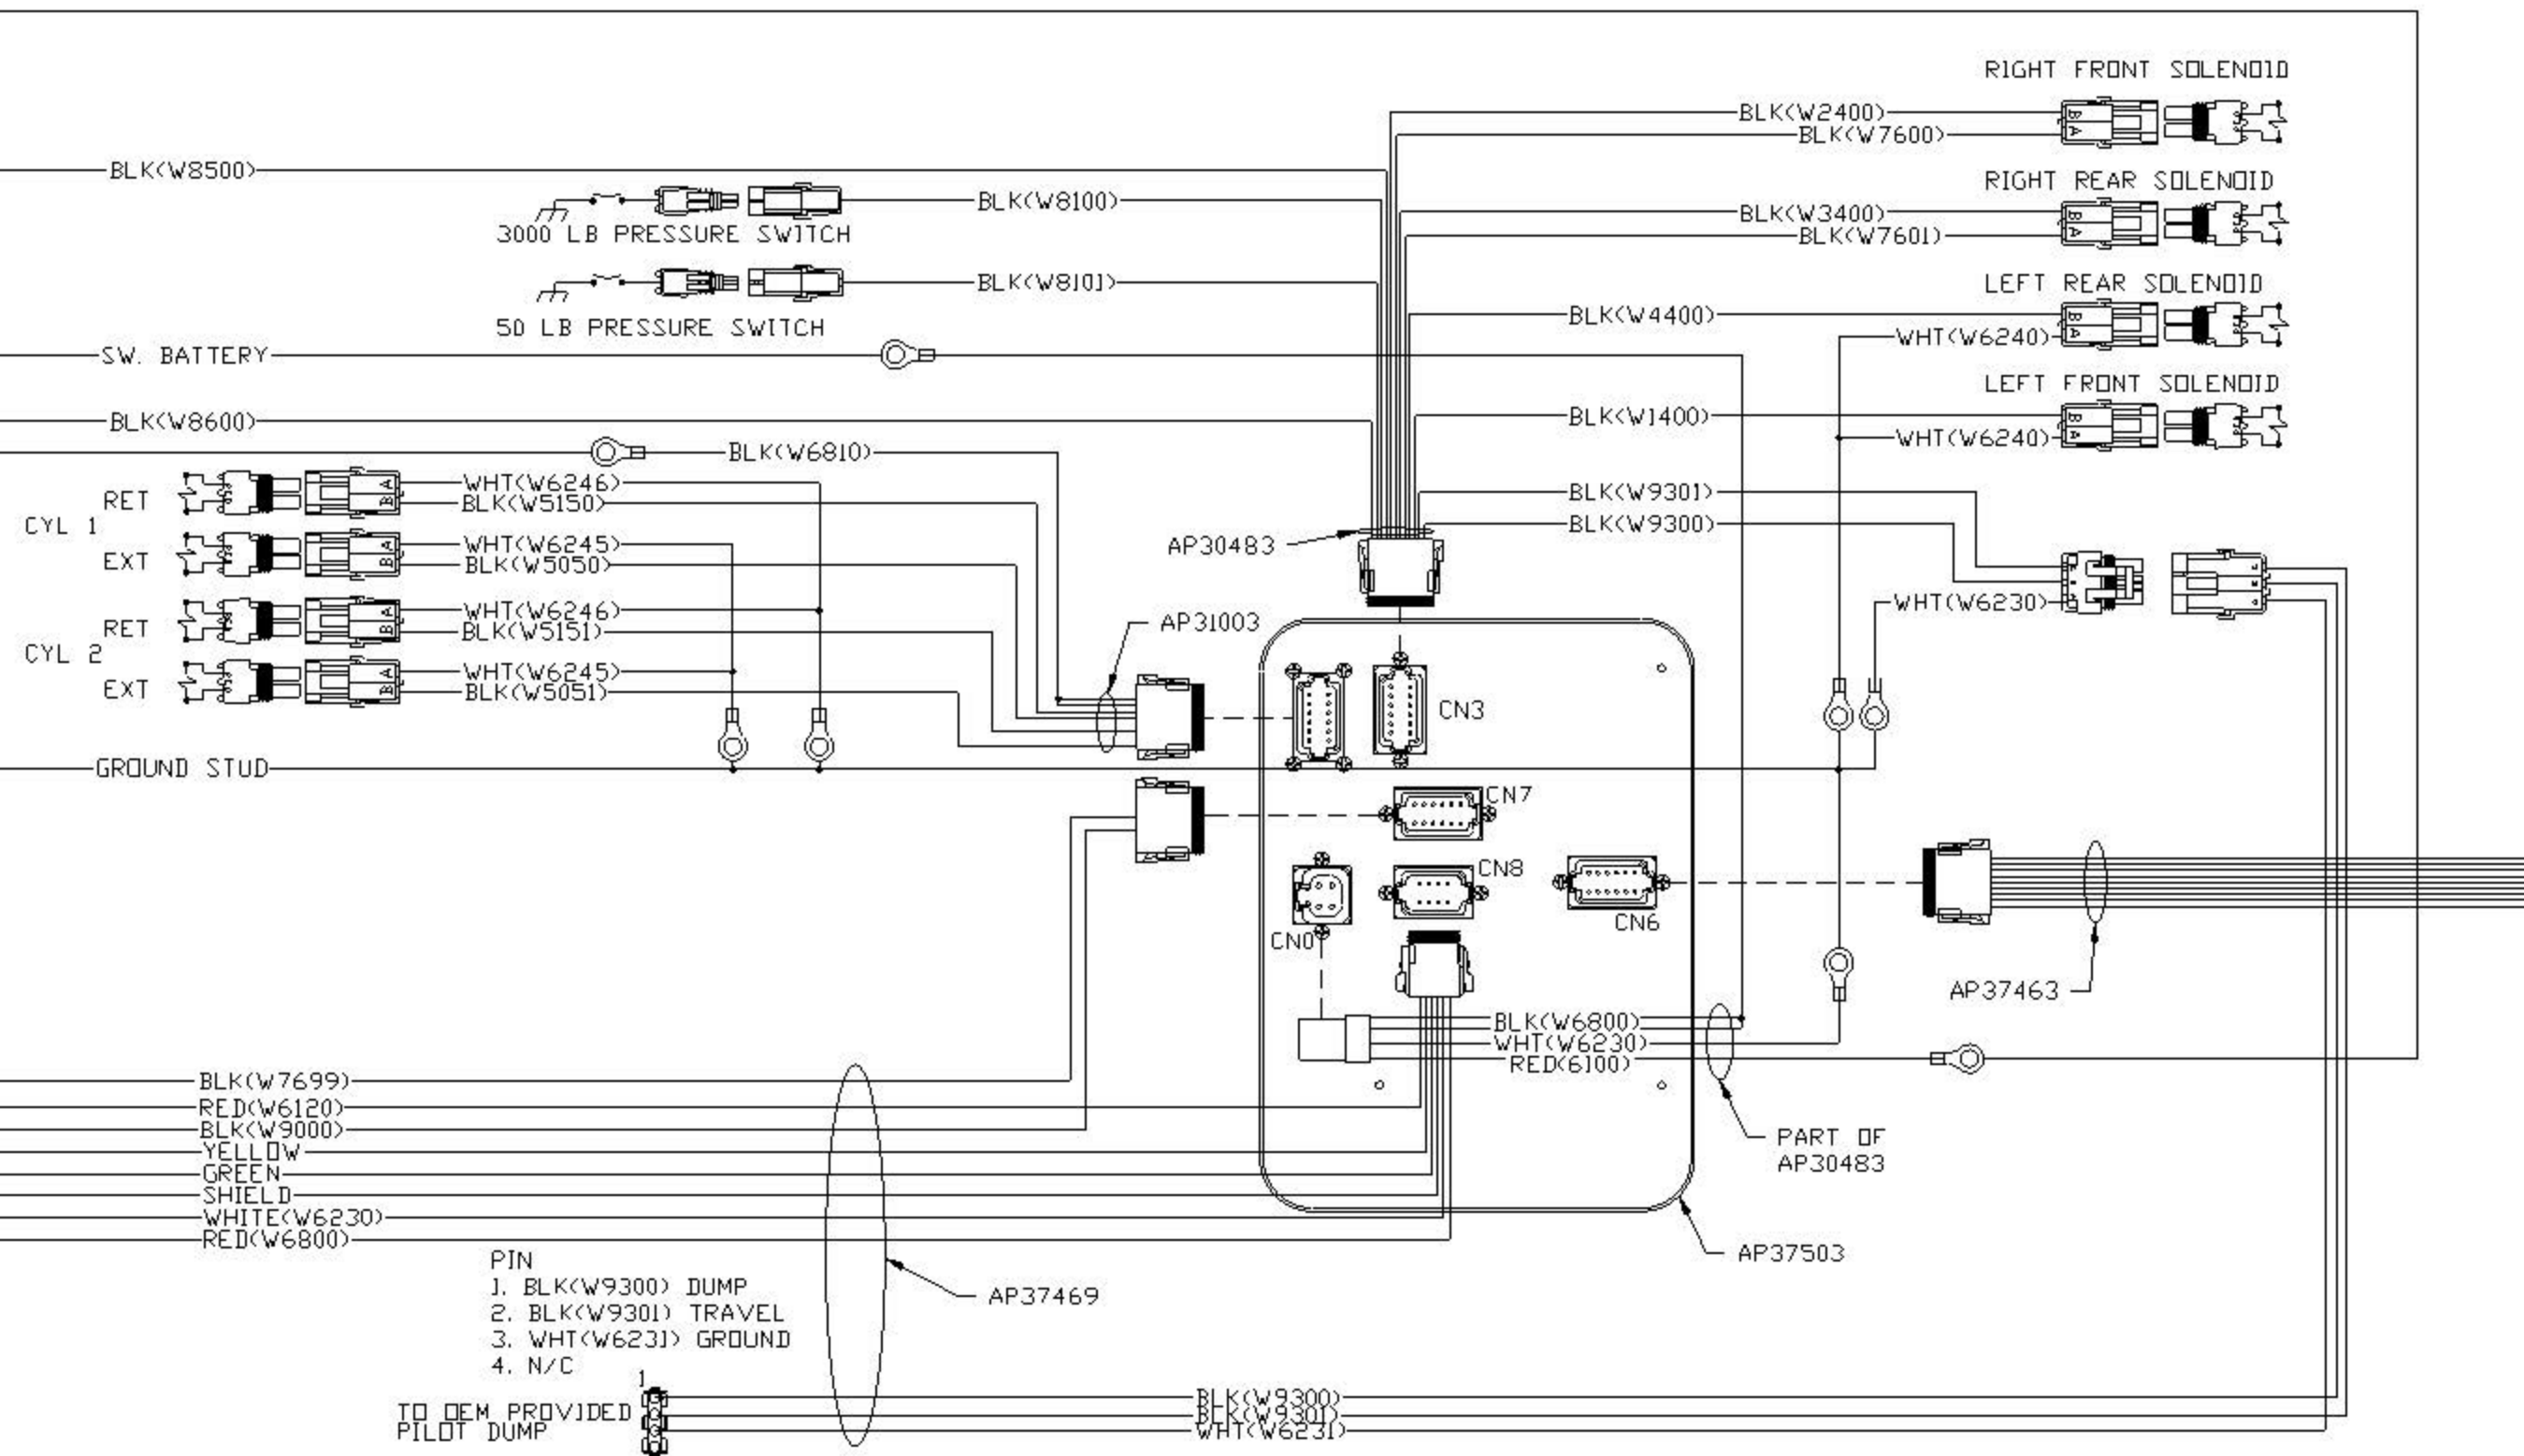 RIGHT FRONT SOLENOID
BLK(W2400)
BLK(W7600)
B
A
BLK(W8500)
RIGHT REAR SOLENOID
BLK(W8100)
3000 LB PRESSURE SWITCH
BLK(W3400)
BLK(W7601)
B
A
BLK(W8101)
50 LB PRESSURE SWITCH
LEFT REAR SOLENOID
BLK(W4400)
WHT(W6240)
B
A
SW. BATTERY
LEFT FRONT SOLENOID
BLK(W8600)
BLK(W1400)
WHT(W6240)
B
A
BLK(W6810)
CYL 1
RET
A
B
WHT(W6246)
BLK(W5150)
EXT
A
B
WHT(W6245)
BLK(W5050)
CYL 2
RET
A
B
WHT(W6246)
BLK(W5151)
EXT
A
B
WHT(W6245)
BLK(W5051)
BLK(W9301)
BLK(W9300)
AP30483
WHT(W6230)
AP31003
CN3
GROUND STUD
CN7
CN8
CN6
CN0
AP37463
BLK(W6800)
WHT(W6230)
RED(6100)
BLK(W7699)
RED(W6120)
BLK(W9000)
YELLOW
GREEN
SHIELD
WHITE(W6230)
RED(W6800)
PART OF
AP30483
AP37503
PIN
1. BLK(W9300) DUMP
2. BLK(W9301) TRAVEL
3. WHT(W6231) GROUND
4. N/C
AP37469
1
TO OEM PROVIDED
PILOT DUMP
BLK(W9300)
BLK(W9301)
WHT(W6231)